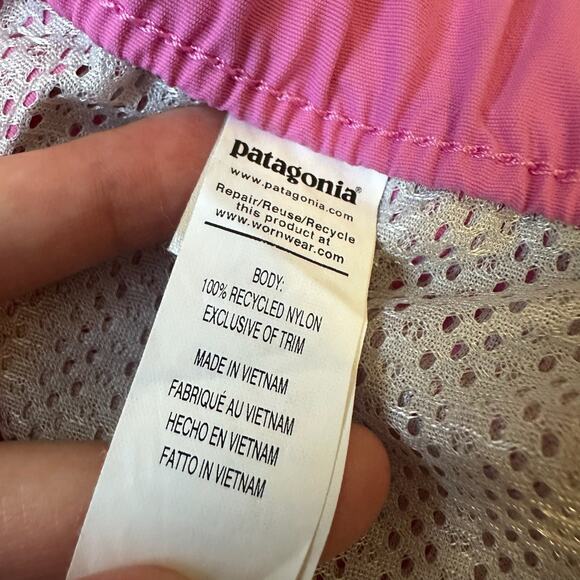 patagonia®
www.patagonia.com
Repair/Reuse/Recycle
this product at
www.wornwear.com
BODY:
100% RECYCLED NYLON
EXCLUSIVE OF TRIM
MADE IN VIETNAM
FABRIQUÉ AU VIETNAM
HECHO EN VIETNAM
FATTO IN VIETNAM